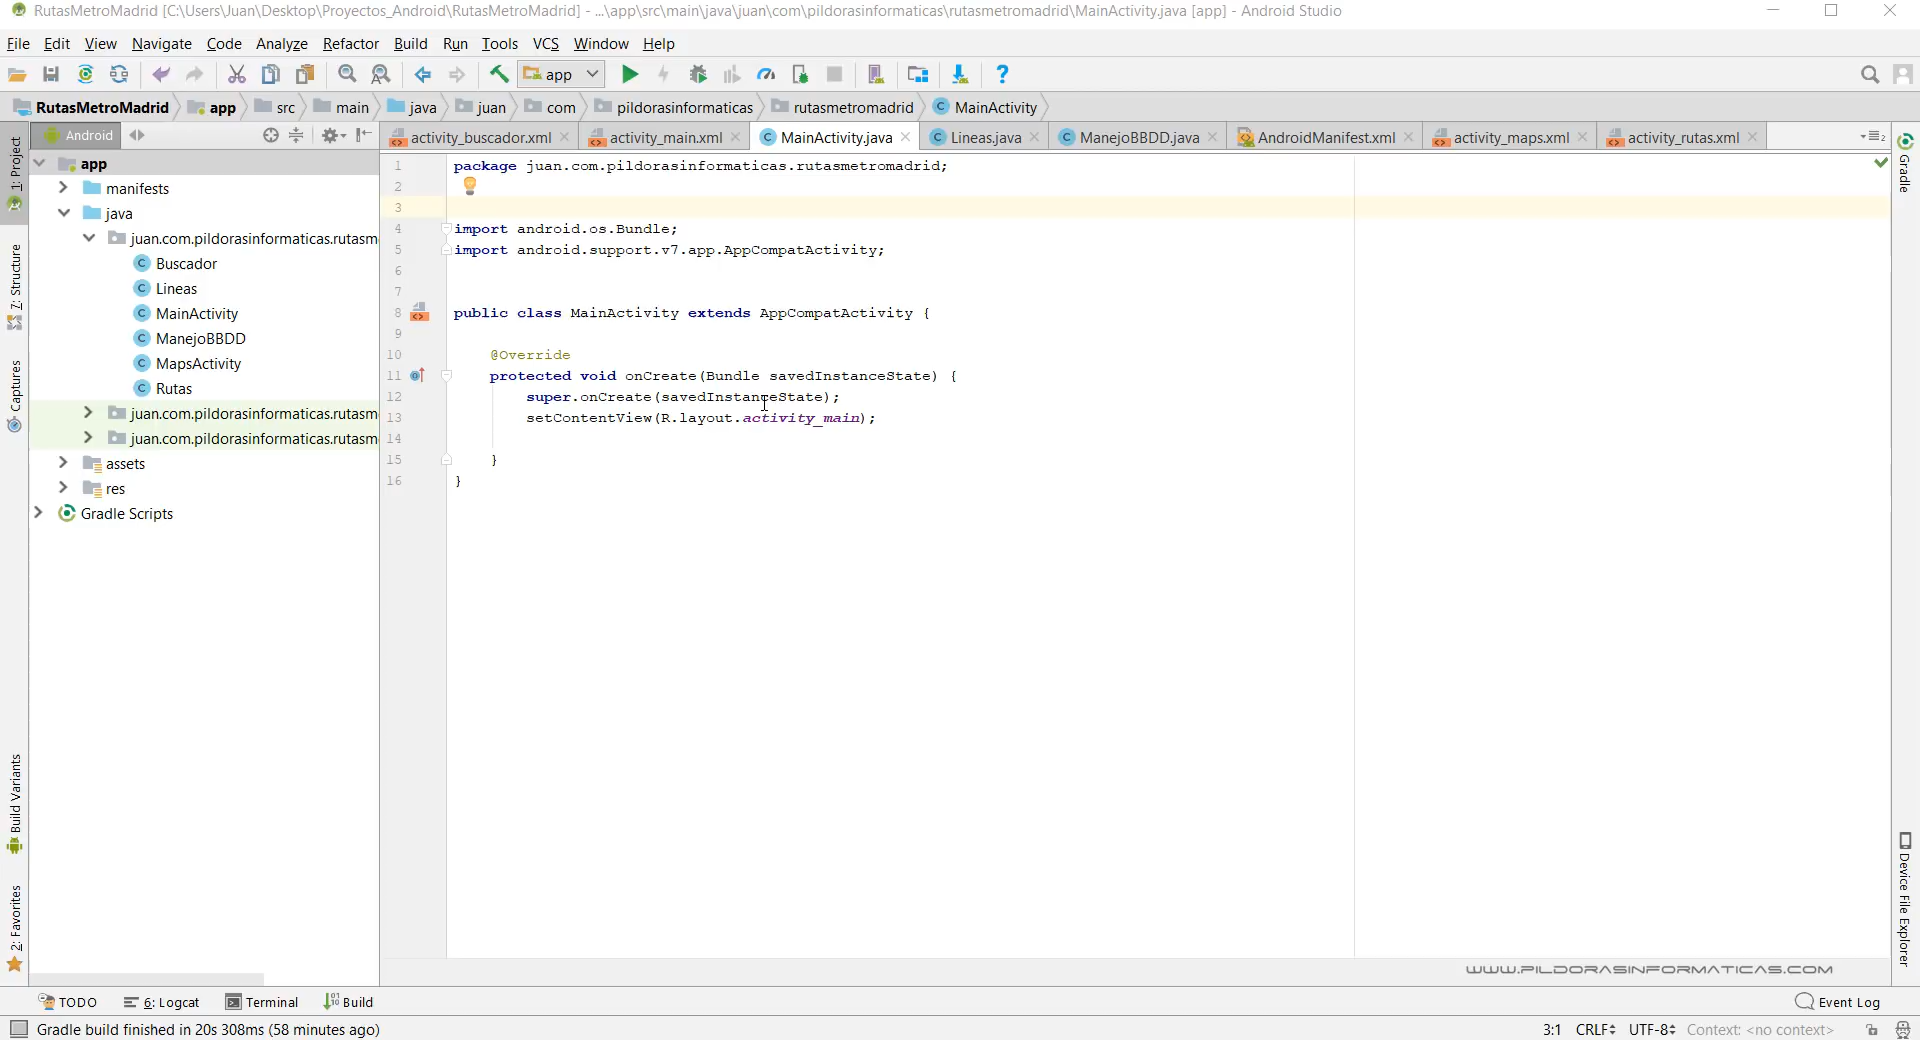 RutasMetroMadrid [C:\Users\Juan\Desktop\Proyectos_Android\RutasMetroMadrid] - ...\app\src\main\java\juan\com\pildorasinformaticas\rutasmetromadrid\MainActivity.java [app] - Android Studio
File Edit View Navigate Code Analyze Refactor Build Run Tools VCS Window Help
app
RutasMetroMadrid app src main java juan com pildorasinformaticas rutasmetromadrid MainActivity
Android
activity_buscador.xml activity_main.xml MainActivity.java Lineas.java ManejoBBDD.java AndroidManifest.xml activity_maps.xml activity_rutas.xml
1: Project
7: Structure
Captures
Build Variants
2: Favorites
app
manifests
java
juan.com.pildorasinformaticas.rutasm
Buscador
Lineas
MainActivity
ManejoBBDD
MapsActivity
Rutas
juan.com.pildorasinformaticas.rutasm
juan.com.pildorasinformaticas.rutasm
assets
res
Gradle Scripts
1 package juan.com.pildorasinformaticas.rutasmetromadrid;
2
3
4 import android.os.Bundle;
5 import android.support.v7.app.AppCompatActivity;
6
7
8 public class MainActivity extends AppCompatActivity {
9
10 @Override
11 protected void onCreate(Bundle savedInstanceState) {
12 super.onCreate(savedInstanceState);
13 setContentView(R.layout.activity_main);
14
15 }
16 }
Gradle
Device File Explorer
WWW.PILDORASINFORMATICAS.COM
TODO 6: Logcat Terminal Build Event Log
Gradle build finished in 20s 308ms (58 minutes ago) 3:1 CRLF UTF-8 Context: <no context>